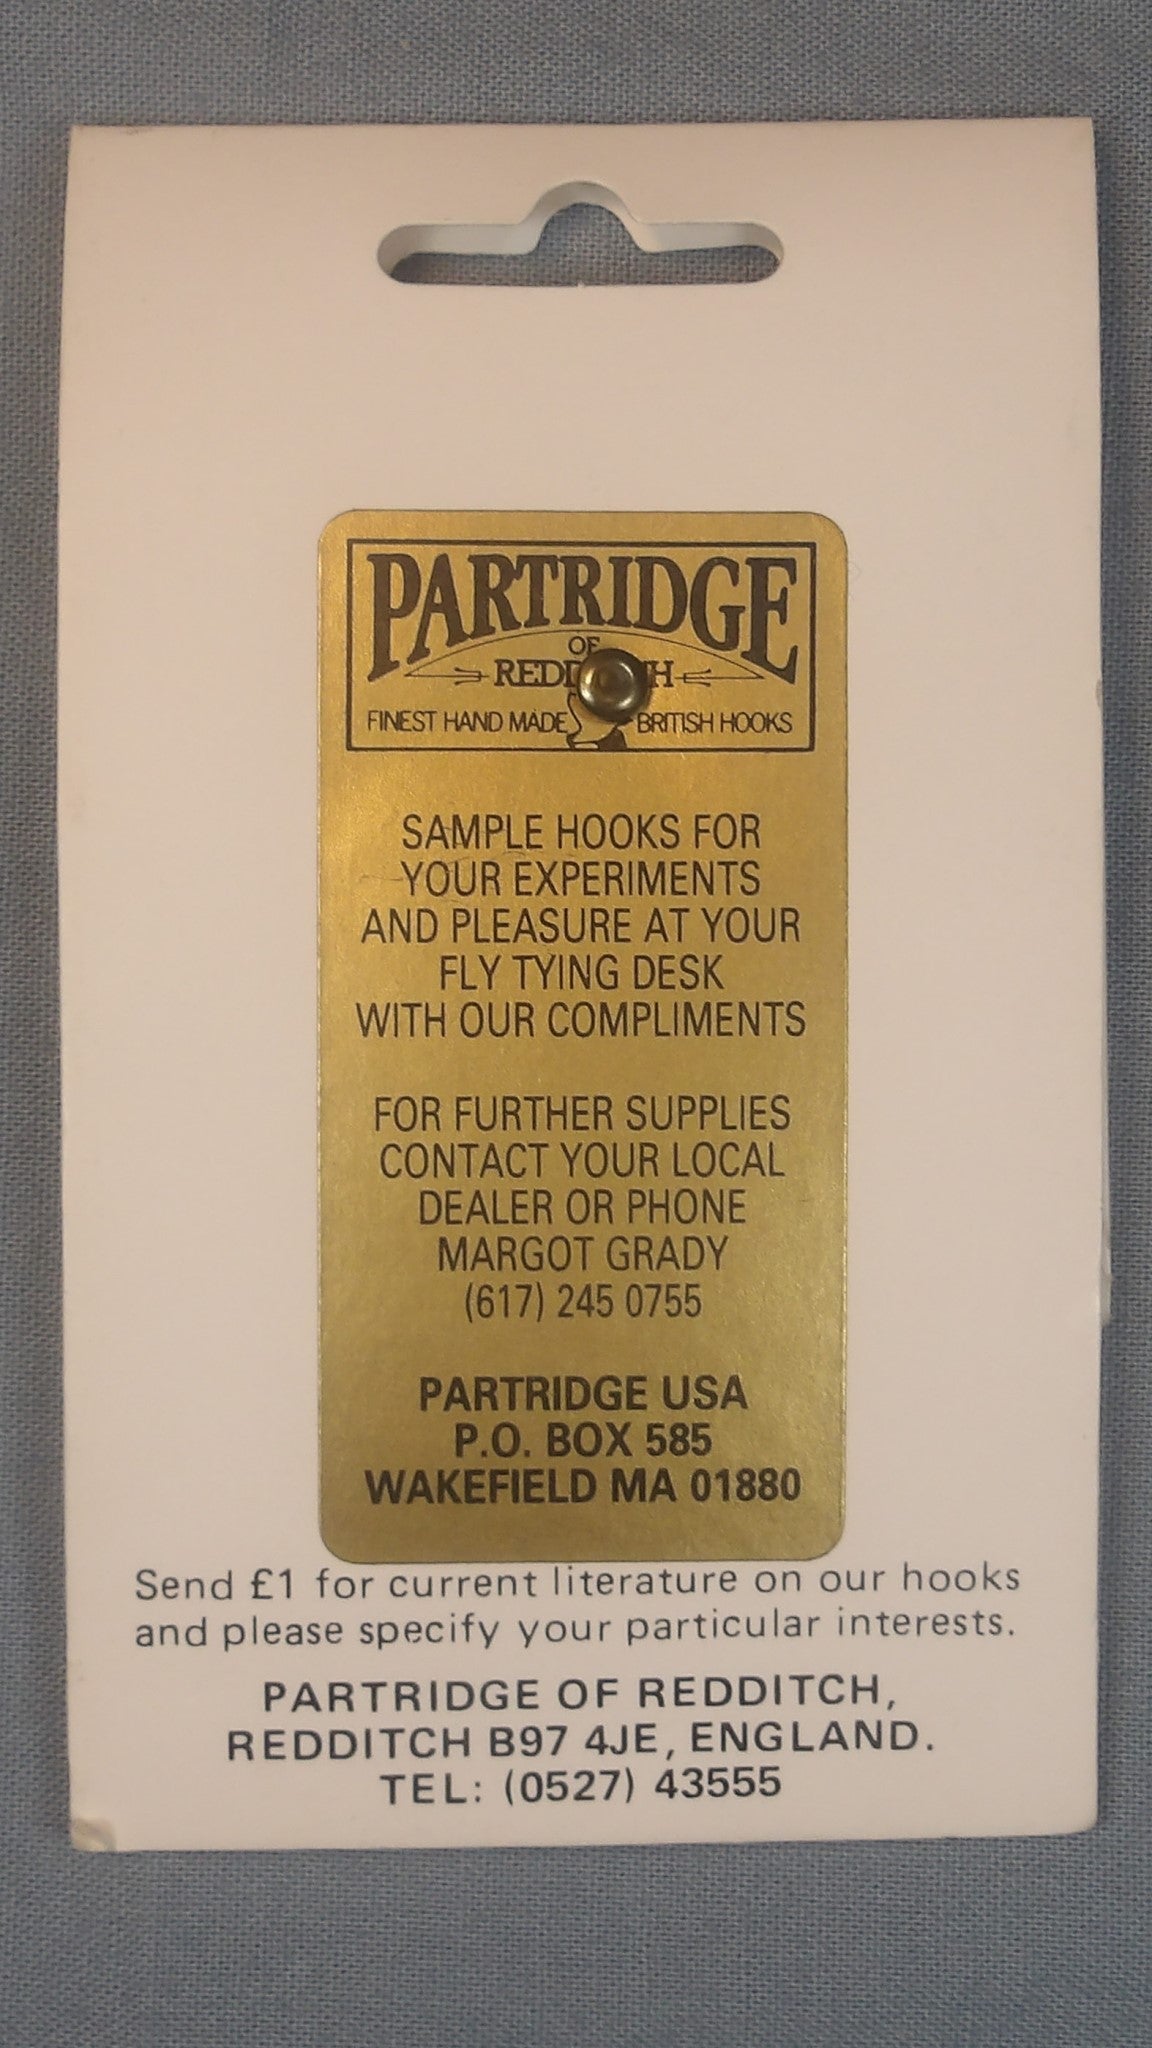 PARTRIDGE
OF
FINEST HAND MADE BRITISH HOOKS
SAMPLE HOOKS FOR
YOUR EXPERIMENTS
AND PLEASURE AT YOUR
FLY TYING DESK
WITH OUR COMPLIMENTS
FOR FURTHER SUPPLIES
CONTACT YOUR LOCAL
DEALER OR PHONE
MARGOT GRADY
(617) 245 0755
PARTRIDGE USA
P.O. BOX 585
WAKEFIELD MA 01880
Send £1 for current literature on our hooks
and please specify your particular interests.
PARTRIDGE OF REDDITCH,
REDDITCH B97 4JE, ENGLAND.
TEL: (0527) 43555